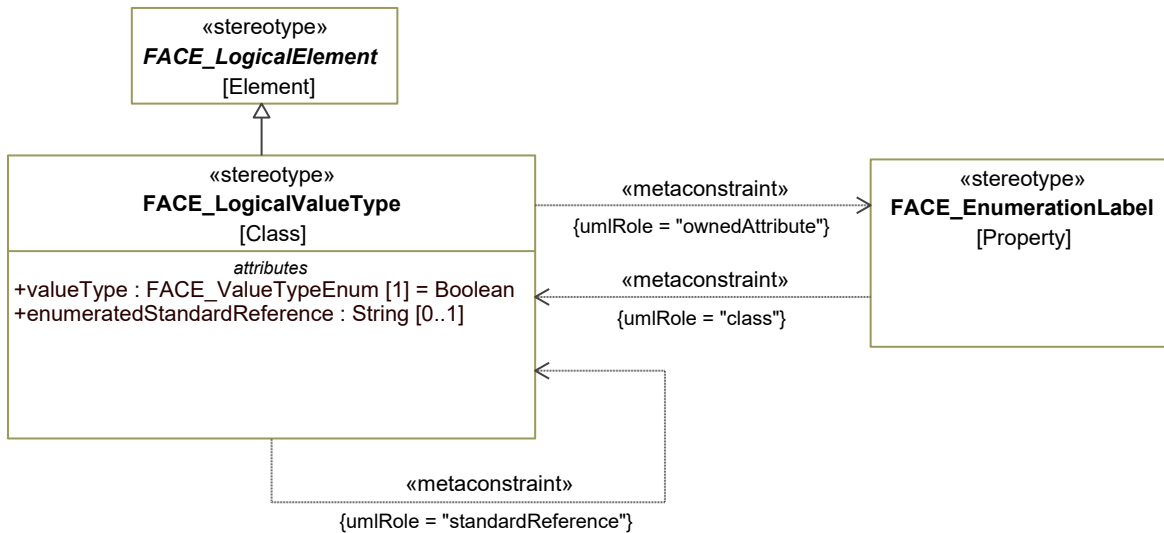 «stereotype»
FACE_LogicalElement
[Element]
«stereotype»
FACE_LogicalValueType
[Class]
attributes
+valueType : FACE_ValueTypeEnum [1] = Boolean
+enumeratedStandardReference : String [0..1]
«metaconstraint»
{umlRole = "ownedAttribute"}
«metaconstraint»
{umlRole = "class"}
«stereotype»
FACE_EnumerationLabel
[Property]
«metaconstraint»
{umlRole = "standardReference"}